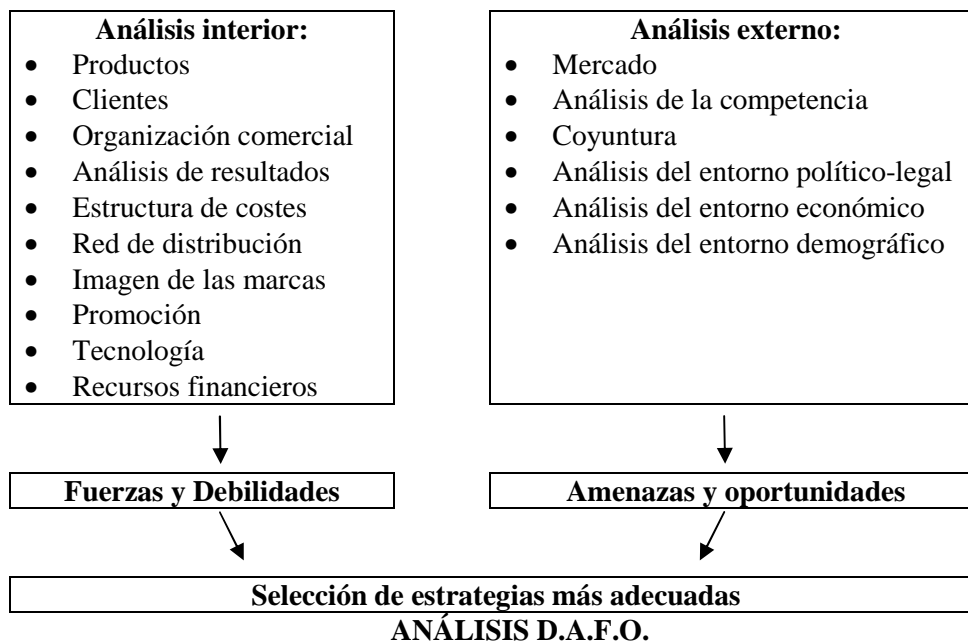 Análisis interior:
• Productos
• Clientes
• Organización comercial
• Análisis de resultados
• Estructura de costes
• Red de distribución
• Imagen de las marcas
• Promoción
• Tecnología
• Recursos financieros
Análisis externo:
• Mercado
• Análisis de la competencia
• Coyuntura
• Análisis del entorno político-legal
• Análisis del entorno económico
• Análisis del entorno demográfico
Fuerzas y Debilidades
Amenazas y oportunidades
Selección de estrategias más adecuadas
ANÁLISIS D.A.F.O.